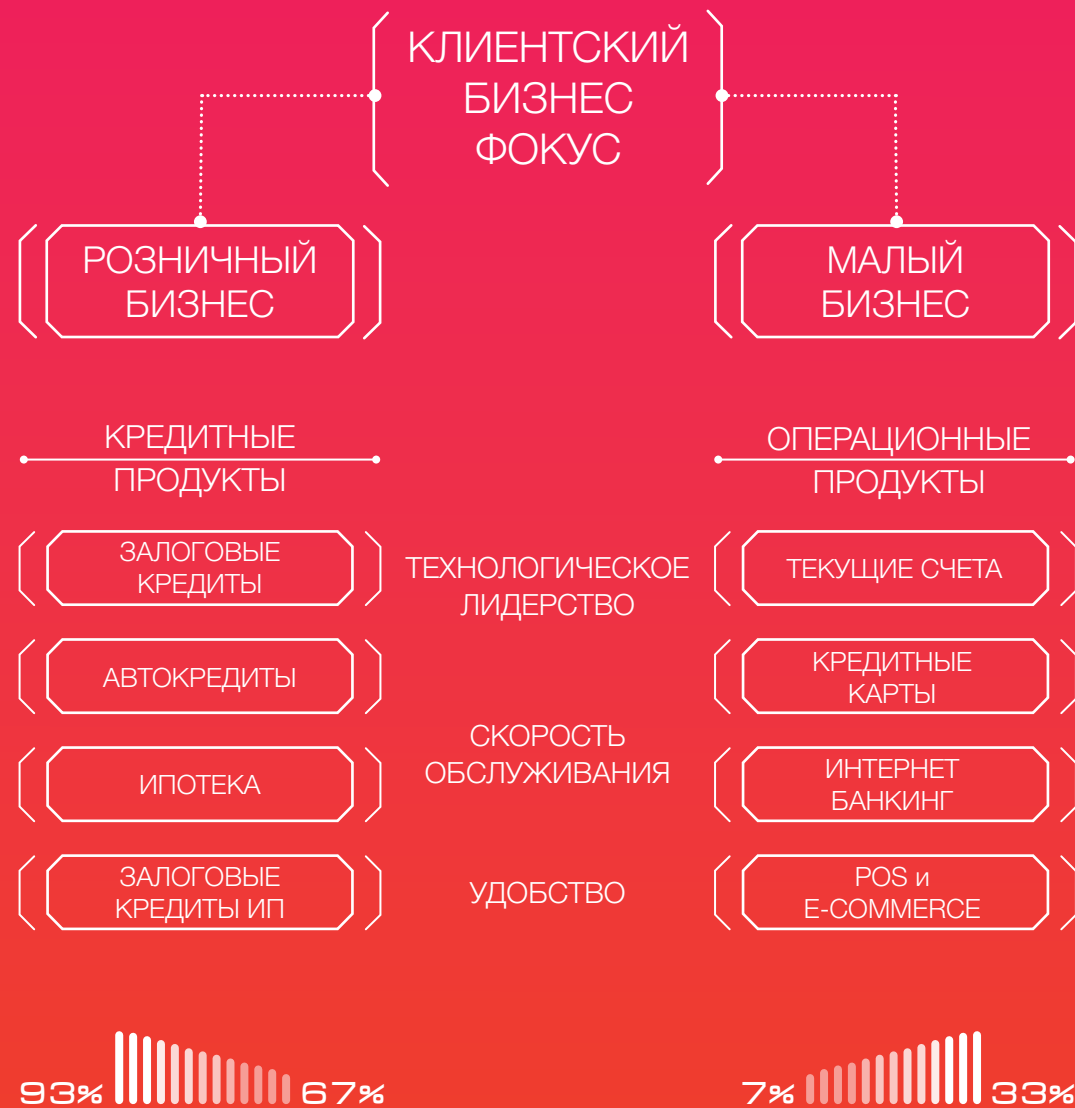 КЛИЕНТСКИЙ
БИЗНЕС
ФОКУС
РОЗНИЧНЫЙ
БИЗНЕС
МАЛЫЙ
БИЗНЕС
КРЕДИТНЫЕ
ПРОДУКТЫ
ЗАЛОГОВЫЕ
КРЕДИТЫ
АВТОКРЕДИТЫ
ИПОТЕКА
ЗАЛОГОВЫЕ
КРЕДИТЫ ИП
ТЕХНОЛОГИЧЕСКОЕ
ЛИДЕРСТВО
СКОРОСТЬ
ОБСЛУЖИВАНИЯ
УДОБСТВО
ОПЕРАЦИОННЫЕ
ПРОДУКТЫ
ТЕКУЩИЕ СЧЕТА
КРЕДИТНЫЕ
КАРТЫ
ИНТЕРНЕТ
БАНКИНГ
POS и
E-COMMERCE
93% 67%
7% 33%